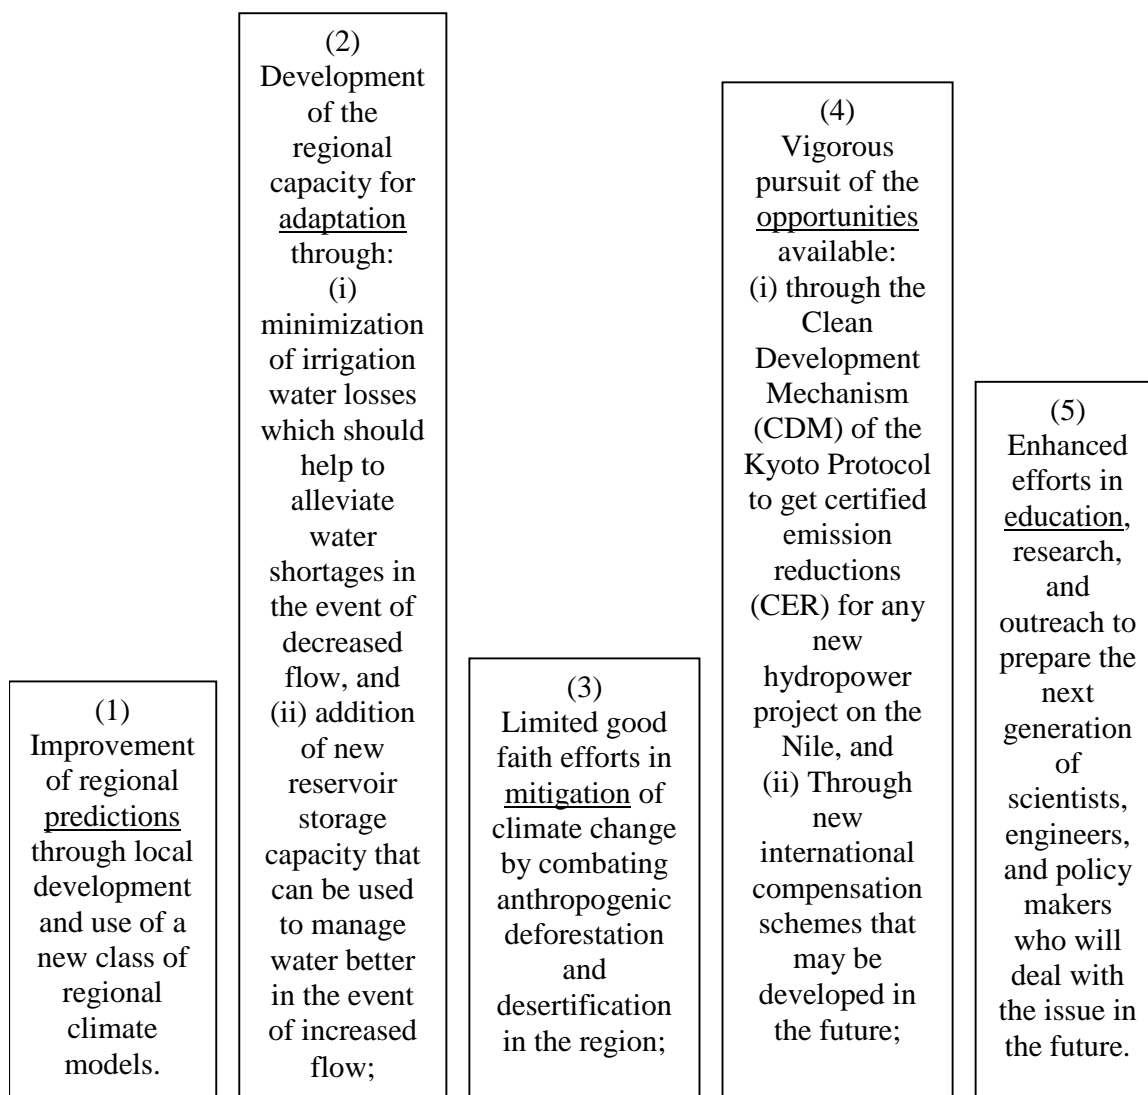 (1)
Improvement
of regional
predictions
through local
development
and use of a
new class of
regional
climate
models.
(2)
Development
of the
regional
capacity for
adaptation
through:
(i)
minimization
of irrigation
water losses
which should
help to
alleviate
water
shortages in
the event of
decreased
flow, and
(ii) addition
of new
reservoir
storage
capacity that
can be used
to manage
water better
in the event
of increased
flow;
(3)
Limited good
faith efforts in
mitigation of
climate change
by combating
anthropogenic
deforestation
and
desertification
in the region;
(4)
Vigorous
pursuit of the
opportunities
available:
(i) through the
Clean
Development
Mechanism
(CDM) of the
Kyoto Protocol
to get certified
emission
reductions
(CER) for any
new
hydropower
project on the
Nile, and
(ii) Through
new
international
compensation
schemes that
may be
developed in
the future;
(5)
Enhanced
efforts in
education,
research,
and
outreach to
prepare the
next
generation
of
scientists,
engineers,
and policy
makers
who will
deal with
the issue in
the future.